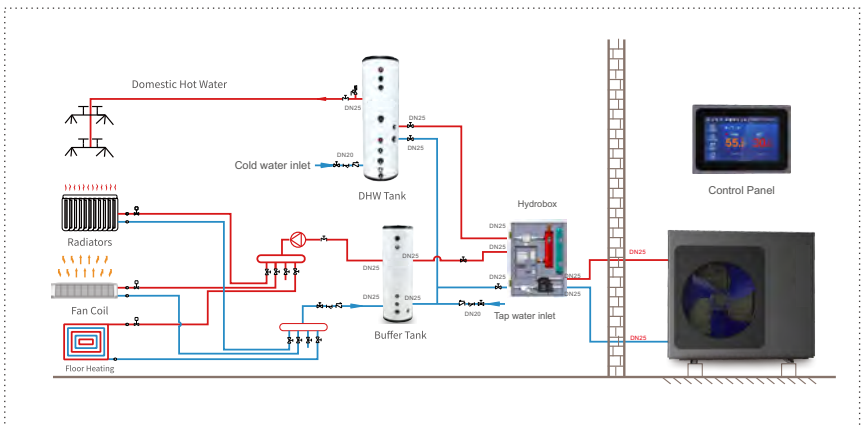 Domestic Hot Water
DN25
DN25
DN25
DN20
Cold water inlet
DHW Tank
55.
Control Panel
Hydrobox
DN25
DN25
Radiators
DN25
DN25
DN25
DN25
DN25
DN25
DN25
DN25
Fan Coil
DN20
Tap water inlet
Buffer Tank
DN25
Floor Heating